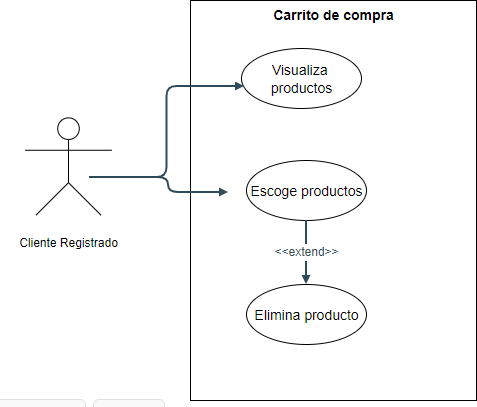 Carrito de compra
Visualiza
productos
Escoge productos
Cliente Registrado
<<extend>>
Elimina producto